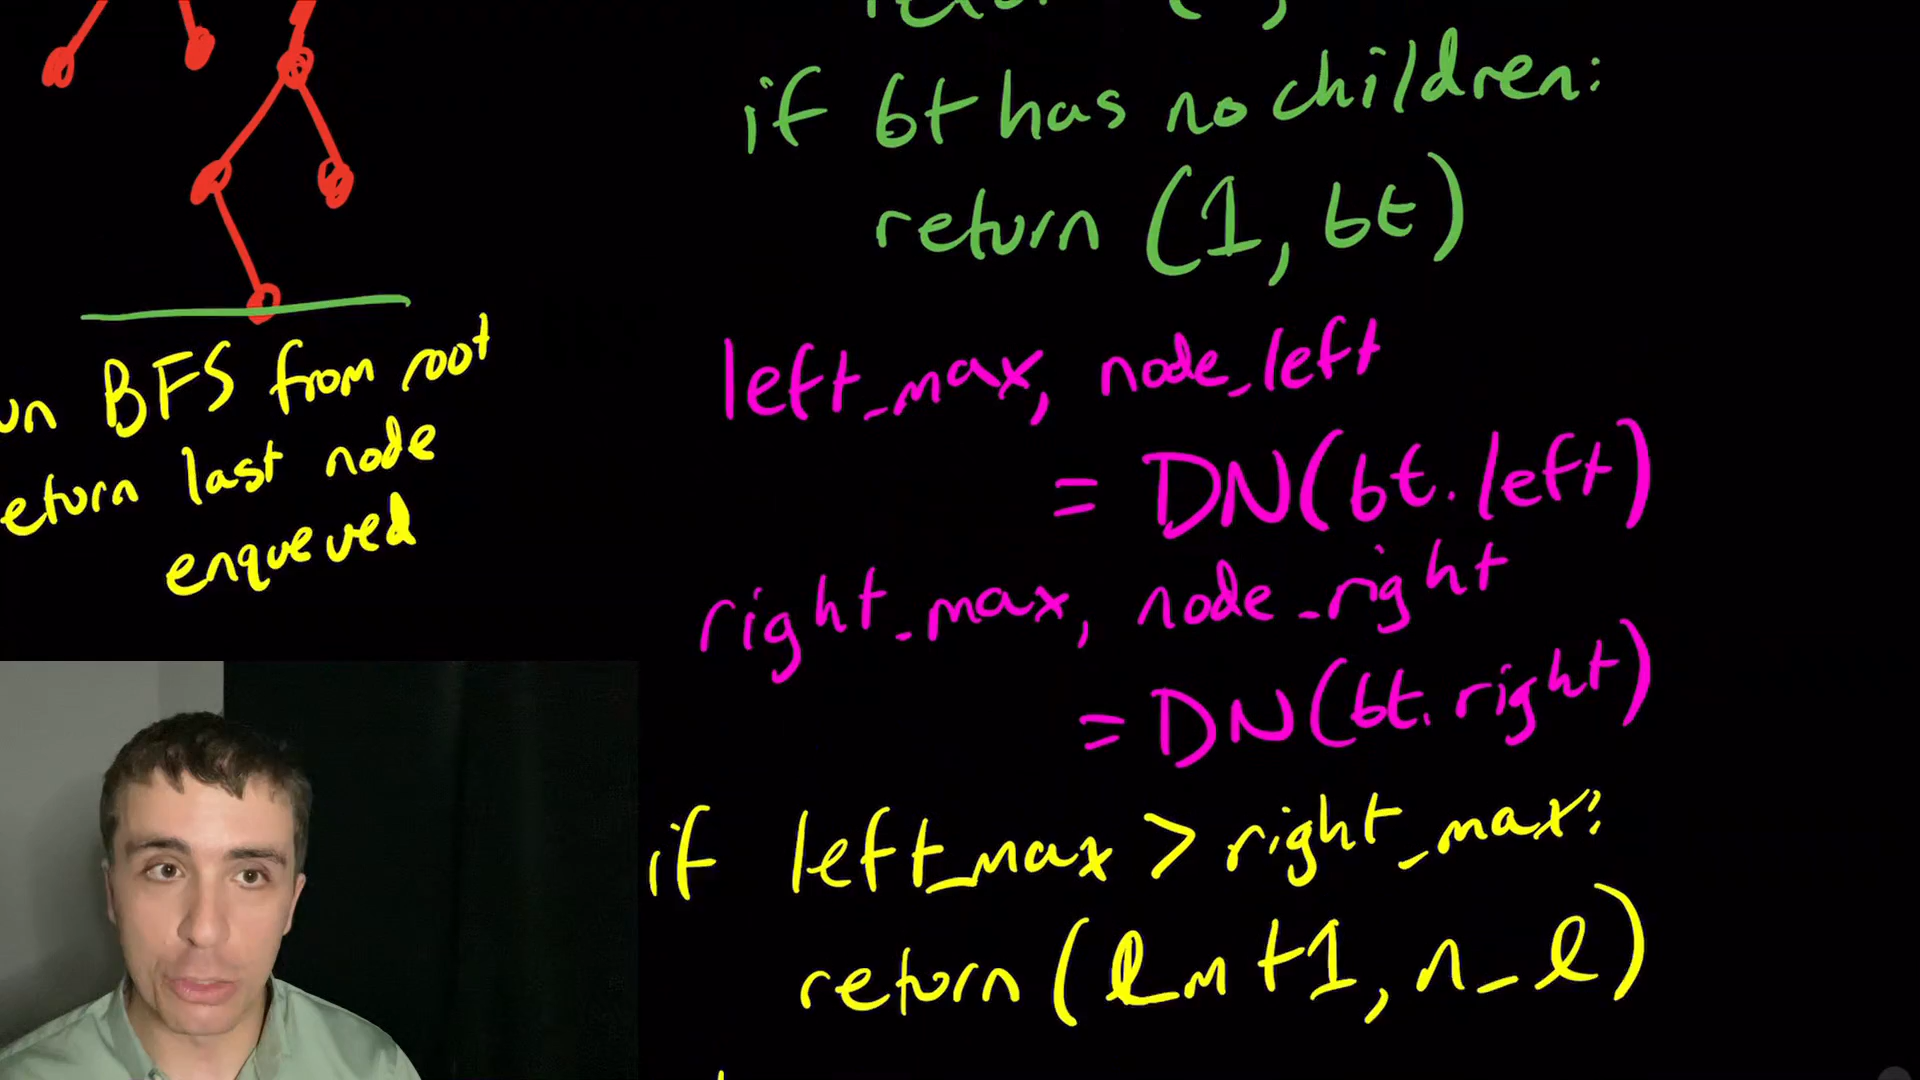 if bt has no children:
return (1, bt)
left_max, node_left
= DN(bt.left)
right_max, node_right
= DN(bt.right)
if left_max > right_max:
return (lm+1, n_l)
BFS from root
last node
enqueued